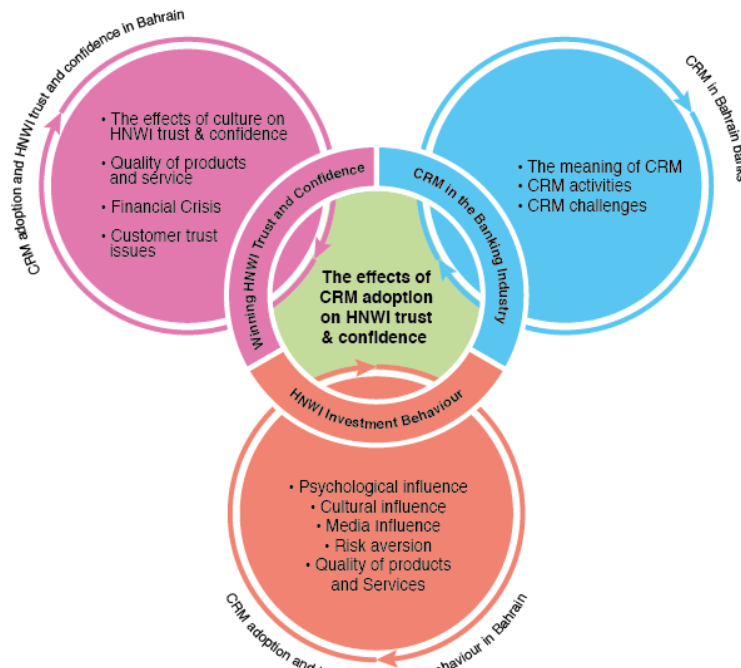 CRM adoption and HNWI trust and confidence in Bahrain
• The effects of culture on
HNWI trust & confidence
• Quality of products
and service
• Financial Crisis
• Customer trust
issues
Winning HNWI Trust and Confidence
CRM in the Banking Industry
CRM in Bahrain Banks
• The meaning of CRM
• CRM activities
• CRM challenges
The effects of
CRM adoption
on HNWI trust
& confidence
HNWI Investment Behaviour
• Psychological influence
• Cultural influence
• Media Influence
• Risk aversion
• Quality of products
and Services
CRM adoption and
behaviour in Bahrain